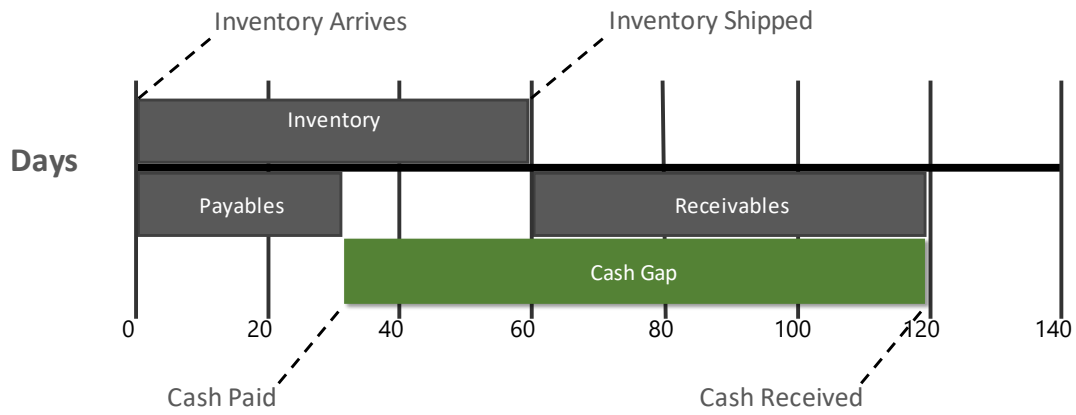 Inventory Arrives
Inventory Shipped
Inventory
Days
Payables
Receivables
Cash Gap
0 20 40 60 80 100 120 140
Cash Paid
Cash Received